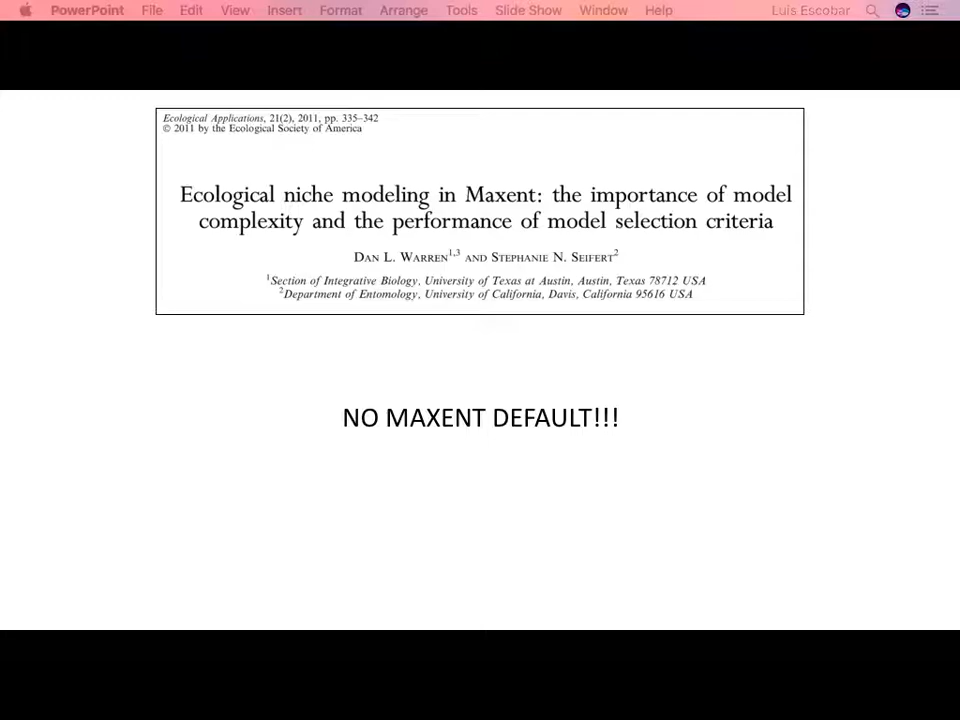 PowerPoint File Edit View Insert Format Arrange Tools Slide Show Window Help Luis Escobar
Ecological Applications, 21(2), 2011, pp. 335–342
© 2011 by the Ecological Society of America
Ecological niche modeling in Maxent: the importance of model
complexity and the performance of model selection criteria
Dan L. Warren1,3 and Stephanie N. Seifert2
1Section of Integrative Biology, University of Texas at Austin, Austin, Texas 78712 USA
2Department of Entomology, University of California, Davis, California 95616 USA
NO MAXENT DEFAULT!!!